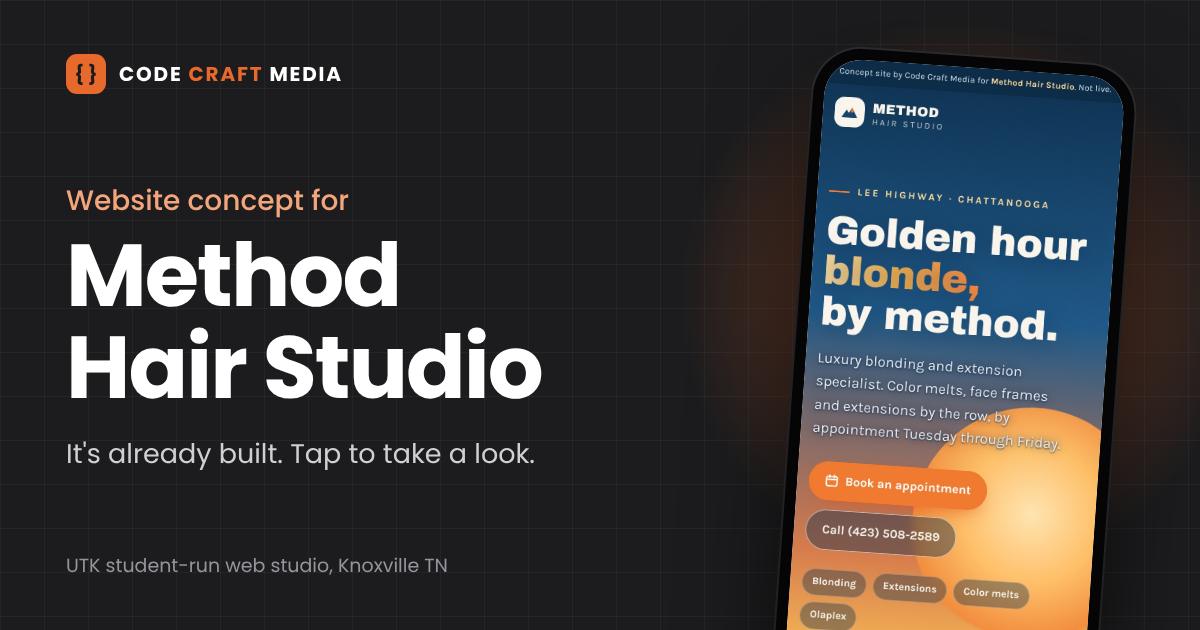 { } CODE CRAFT MEDIA
Website concept for
Method
Hair Studio
It's already built. Tap to take a look.
UTK student-run web studio, Knoxville TN
Concept site by Code Craft Media for Method Hair Studio. Not live.
METHOD
HAIR STUDIO
LEE HIGHWAY · CHATTANOOGA
Golden hour
blonde,
by method.
Luxury blonding and extension
specialist. Color melts, face frames
and extensions by the row, by
appointment Tuesday through Friday.
Book an appointment
Call (423) 508-2589
Blonding Extensions Color melts
Olaplex